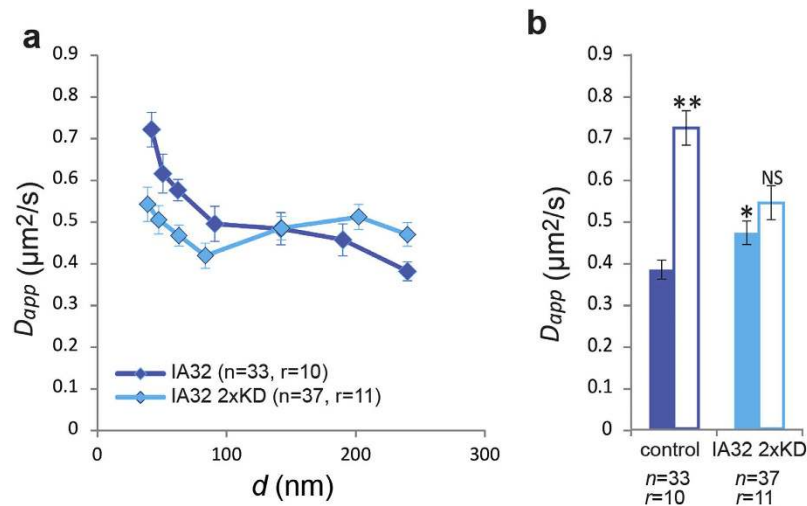 a
0.9
0.8
0.7
0.6
0.5
0.4
0.3
0.2
0.1
0
Dapp (µm²/s)
IA32 (n=33, r=10)
IA32 2xKD (n=37, r=11)
0 100 200 300
d (nm)
b
0.9
0.8
0.7
0.6
0.5
0.4
0.3
0.2
0.1
0
Dapp (µm²/s)
**
*
NS
control IA32 2xKD
n=33 n=37
r=10 r=11